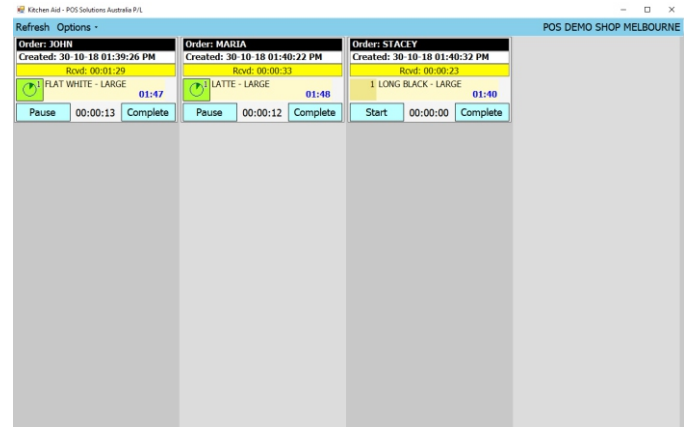 Kitchen Aid - POS Solutions Australia P/L
Refresh Options
POS DEMO SHOP MELBOURNE
Order: JOHN
Created: 30-10-18 01:39:26 PM
Rcvd: 00:01:29
1 FLAT WHITE - LARGE
01:47
Pause 00:00:13 Complete
Order: MARIA
Created: 30-10-18 01:40:22 PM
Rcvd: 00:00:33
1 LATTE - LARGE
01:48
Pause 00:00:12 Complete
Order: STACEY
Created: 30-10-18 01:40:32 PM
Rcvd: 00:00:23
1 LONG BLACK - LARGE
01:40
Start 00:00:00 Complete